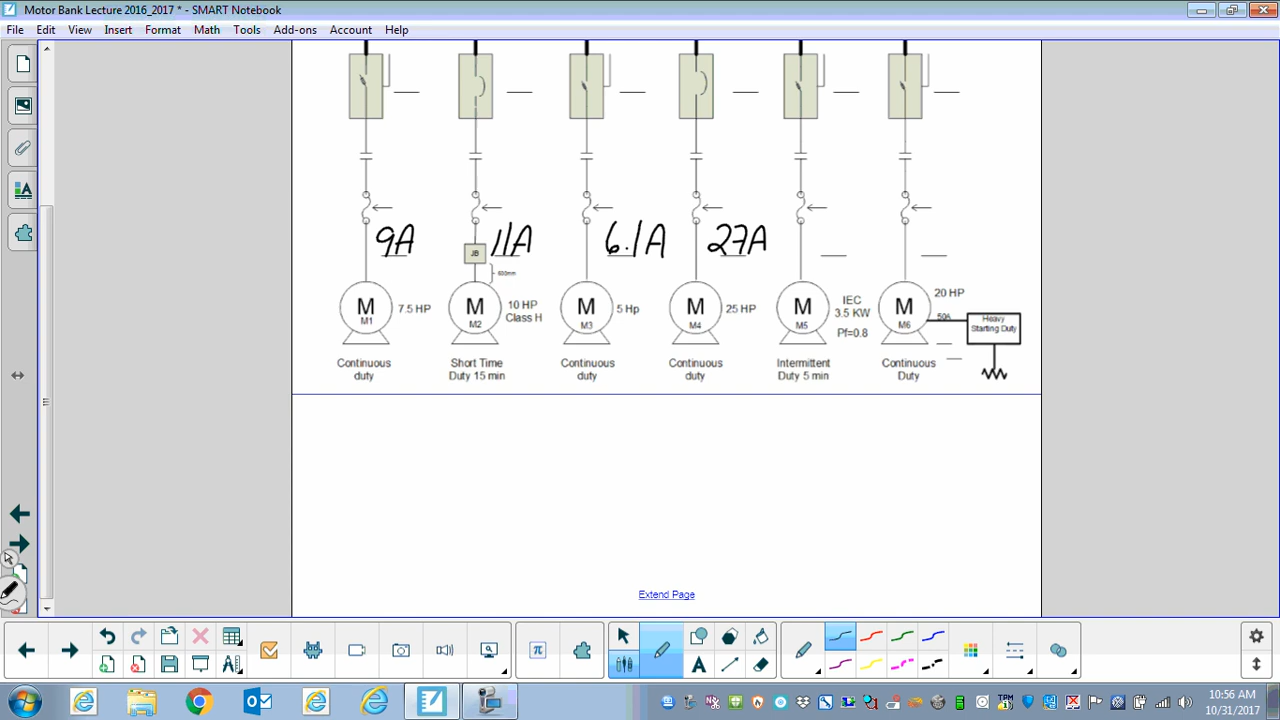 Motor Bank Lecture 2016_2017 * - SMART Notebook
File Edit View Insert Format Math Tools Add-ons Account Help
9A 11A 6.1A 27A
JB
M M1 7.5 HP
M M2 10 HP Class H
M M3 5 Hp
M M4 25 HP
M M5 IEC 3.5 KW Pf=0.8
M M6 20 HP
50A
Heavy Starting Duty
Continuous duty
Short Time Duty 15 min
Continuous duty
Continuous duty
Intermittent Duty 5 min
Continuous Duty
Extend Page
10:56 AM
10/31/2017